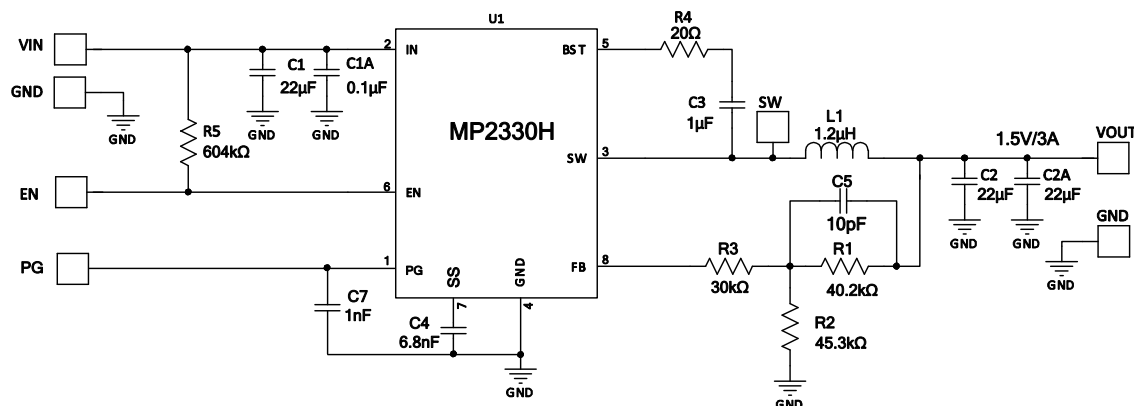 U1
VIN
2
IN
BST
5
R4
20Ω
C1
22µF
C1A
0.1µF
GND
GND
GND
GND
R5
604kΩ
MP2330H
C3
1µF
SW
L1
1.2µH
1.5V/3A
VOUT
SW
3
C2
22µF
C2A
22µF
GND
GND
GND
GND
EN
6
EN
C5
10pF
PG
1
PG
SS
GND
FB
8
R3
30kΩ
R1
40.2kΩ
C7
1nF
7
4
C4
6.8nF
R2
45.3kΩ
GND
GND